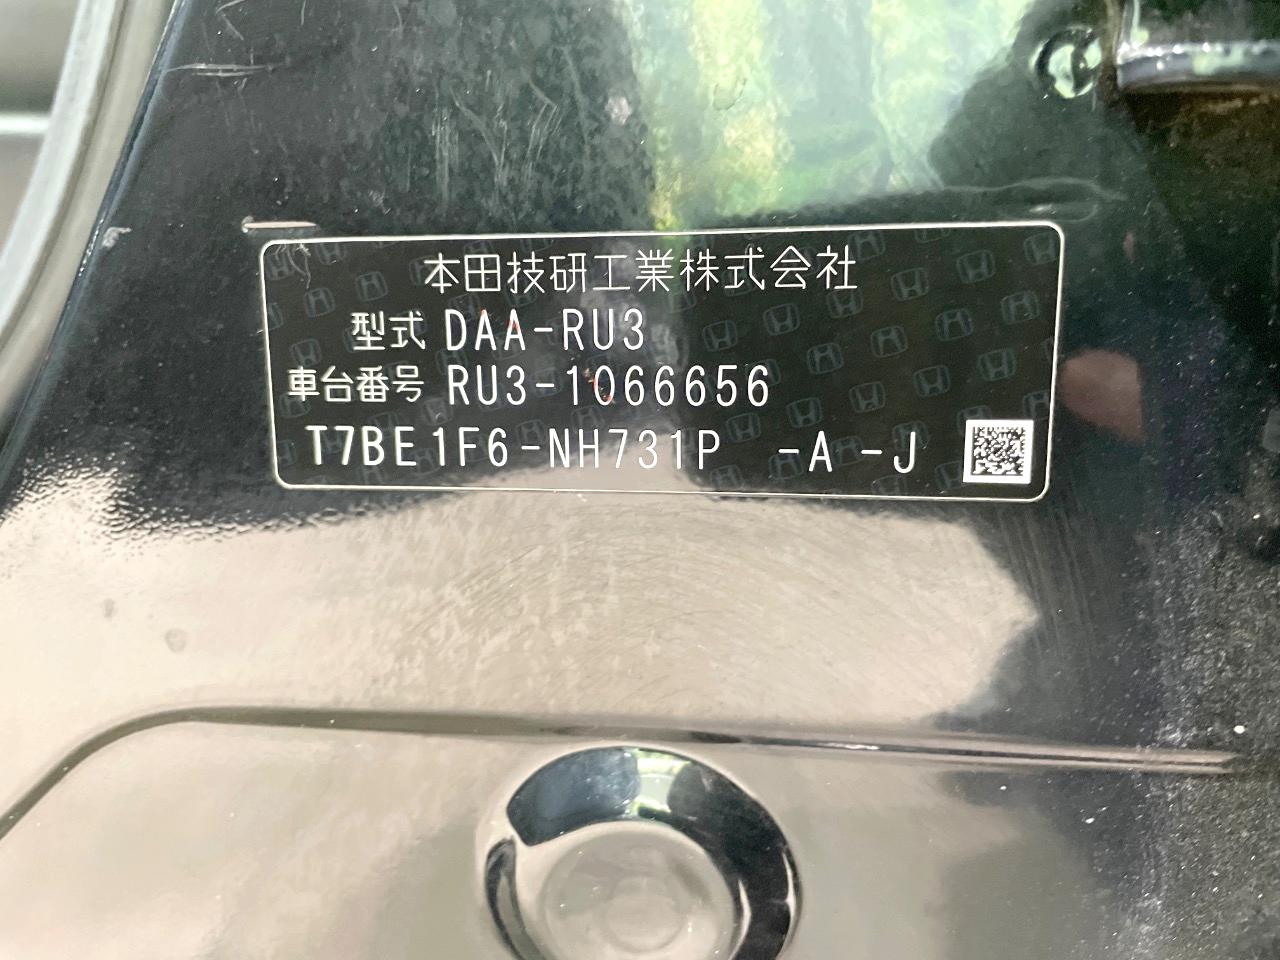 本田技研工業株式会社
型式 DAA-RU3
車台番号 RU3-1066656
T7BE1F6-NH731P -A -J